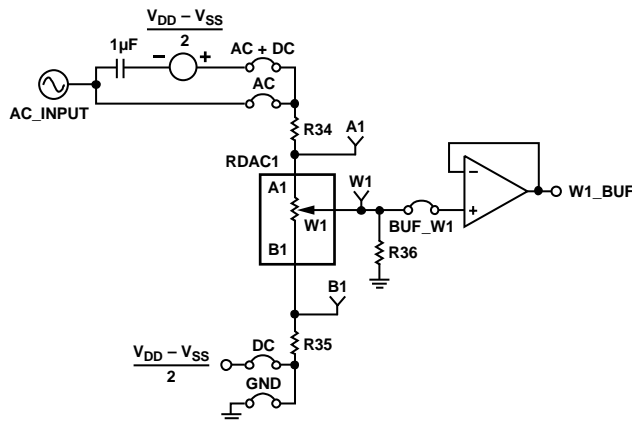 V_DD – V_SS
2
1µF
–
+
AC + DC
AC
AC_INPUT
R34
A1
RDAC1
A1
W1
B1
W1
BUF_W1
R36
–
+
W1_BUF
B1
R35
V_DD – V_SS
2
DC
GND